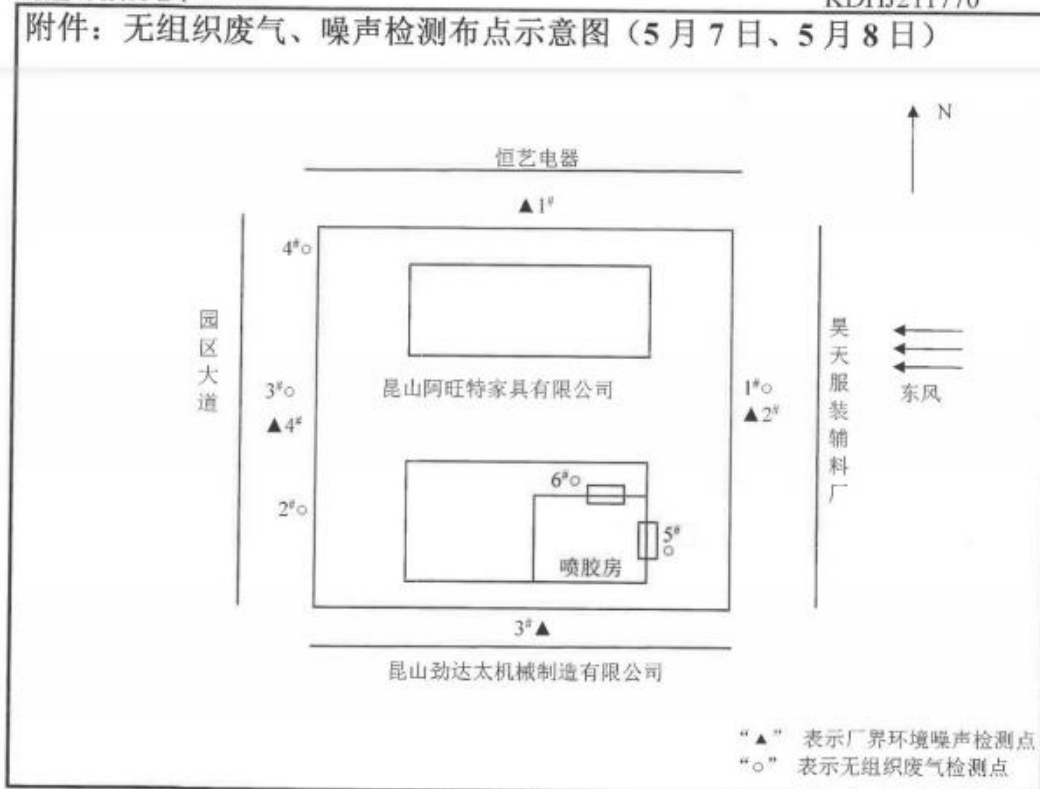 KDHJ211770
附件：无组织废气、噪声检测布点示意图（5 月 7 日、5 月 8 日）
N
恒艺电器
▲1#
4#○
园区大道
昊天服装辅料厂
东风
3#○
昆山阿旺特家具有限公司
1#○
▲4#
▲2#
6#○
2#○
5#○
喷胶房
3#▲
昆山劲达太机械制造有限公司
“▲” 表示厂界环境噪声检测点
“○” 表示无组织废气检测点